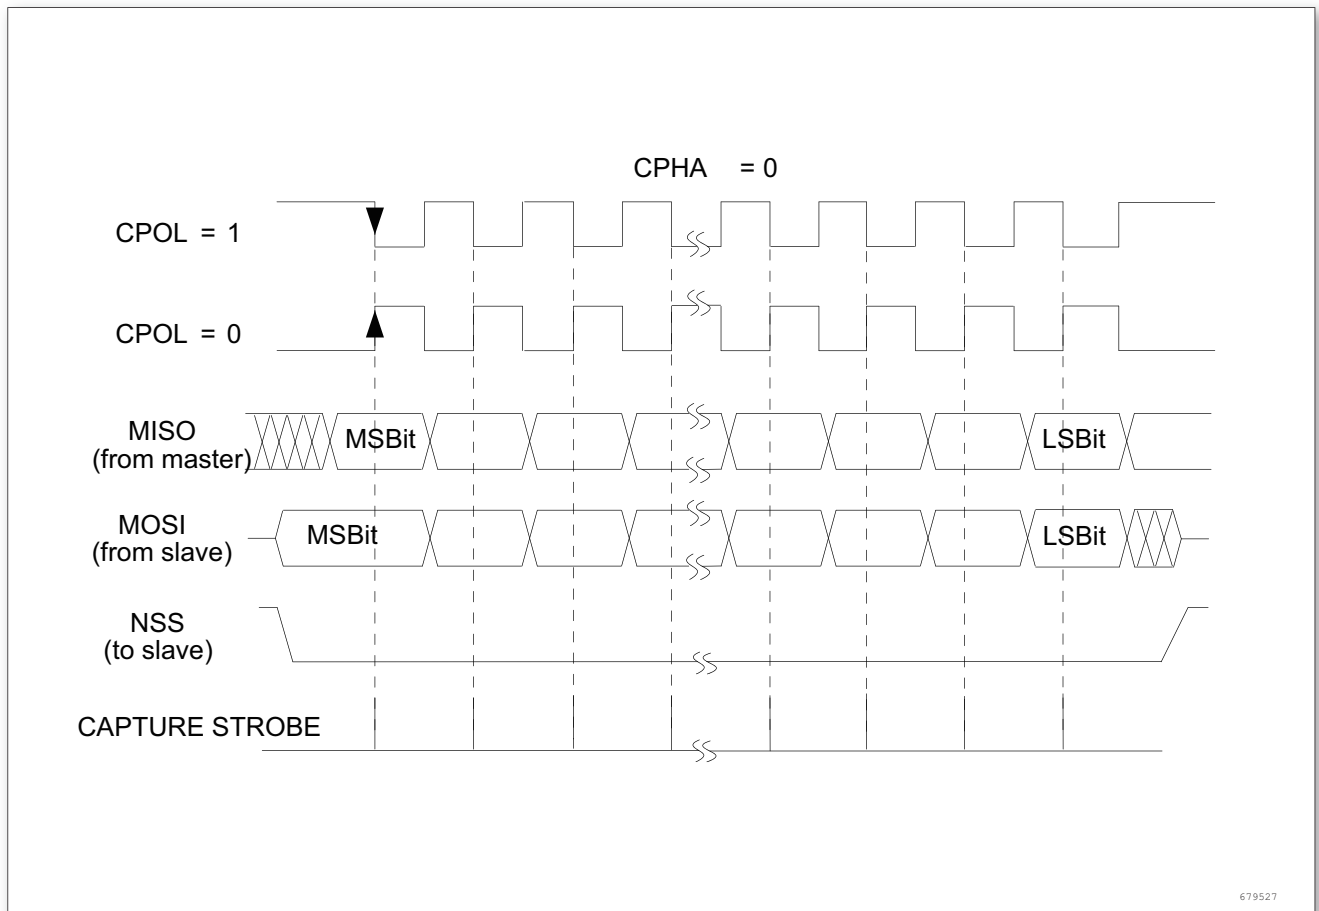 CPHA = 0
CPOL = 1
CPOL = 0
MISO
(from master)
MSBit
LSBit
MOSI
(from slave)
MSBit
LSBit
NSS
(to slave)
CAPTURE STROBE
679527